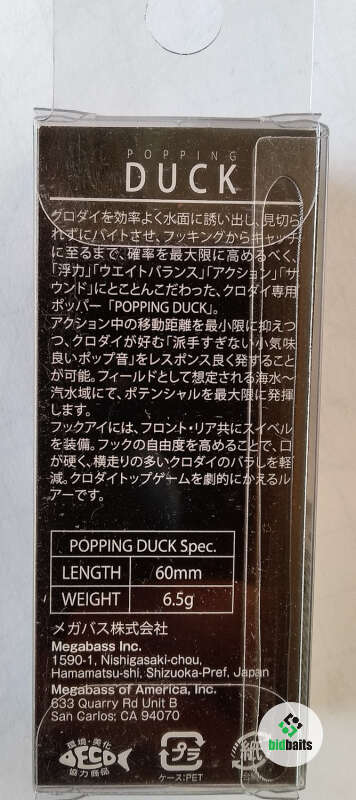 POPPING
DUCK
クロダイを効率よく水面に誘い出し、見切ら
れずにバイトさせ、フッキングからキャッチ
に至るまで、確率を最大限に高めるべく、
「浮力」「ウエイトバランス」「アクション」「サ
ウンド」にとことんこだわった、クロダイ専用
ポッパー「POPPING DUCK」。
アクション中の移動距離を最小限に抑えつ
つ、クロダイが好む「派手すぎない小気味
良いポップ音」をレスポンス良く発すること
が可能。フィールドとして想定される海水〜
汽水域にて、ポテンシャルを最大限に発揮
します。
フックアイには、フロント・リア共にスイベル
を装備。フックの自由度を高めることで、口
が硬く、横走りの多いクロダイのバラしを軽
減。クロダイトップゲームを劇的にかえるル
アーです。
POPPING DUCK Spec.
LENGTH 60mm
WEIGHT 6.5g
メガバス株式会社
Megabass Inc.
1590-1, Nishigasaki-chou,
Hamamatsu-shi, Shizuoka-Pref, Japan
Megabass of America, Inc.
633 Quarry Rd Unit B
San Carlos; CA 94070
環境・美化
ECO
協力商品
プラ
ケース:PET
紙
bidbaits